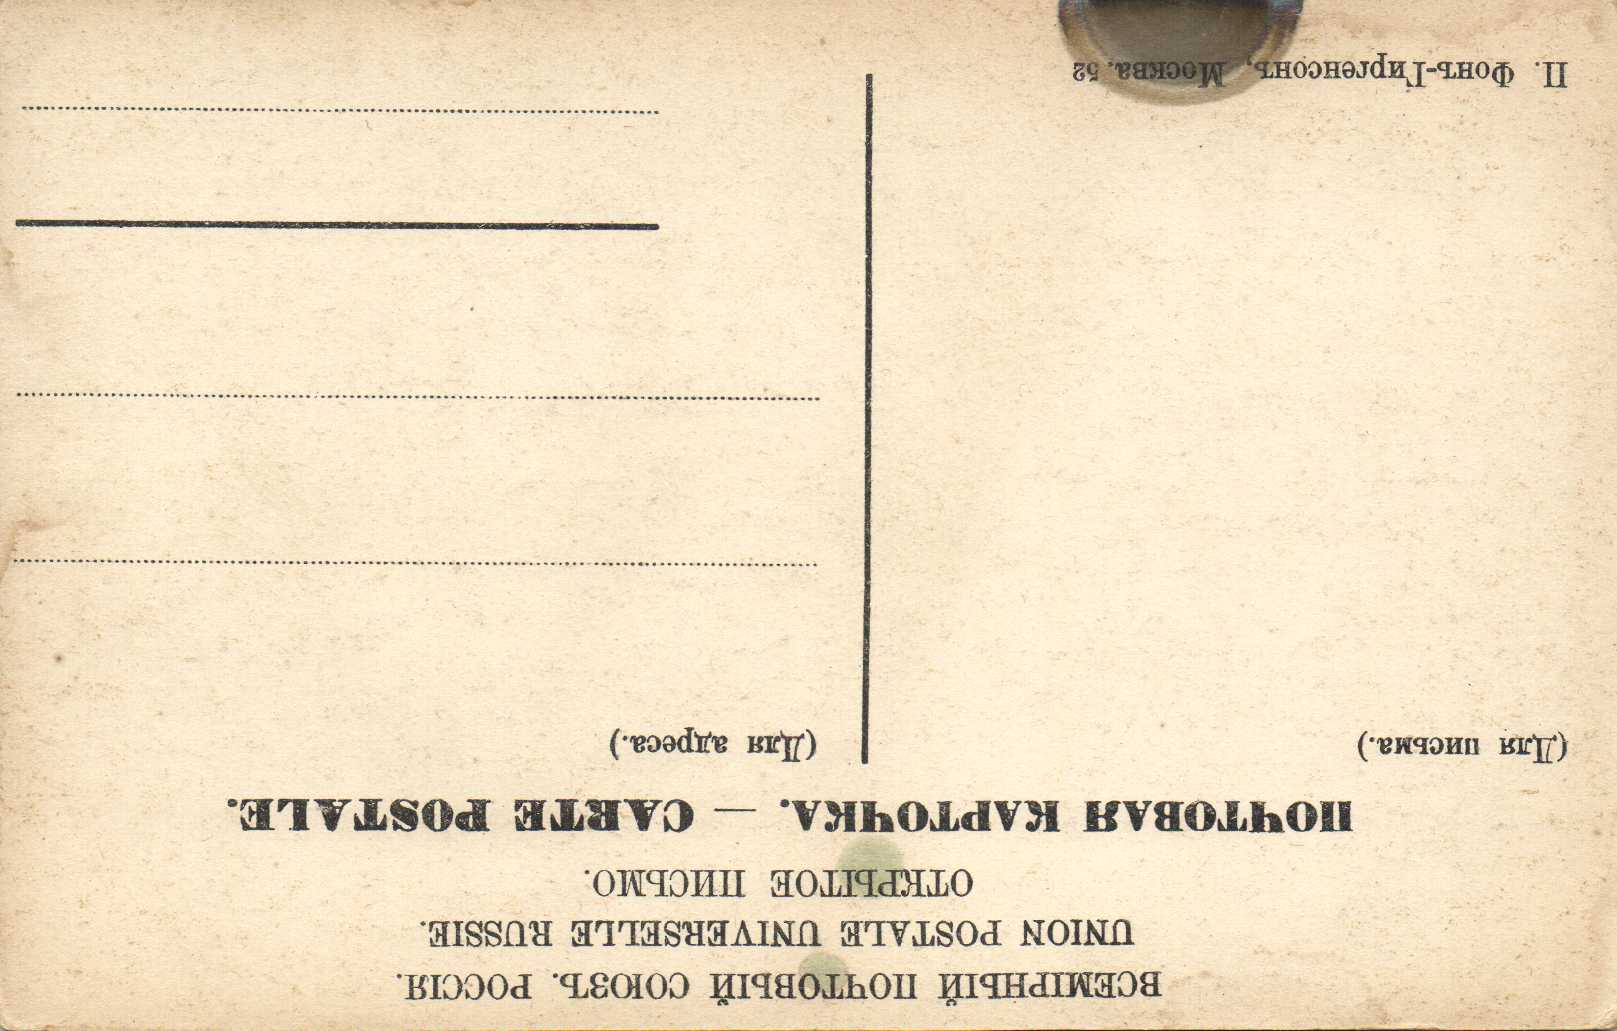 ВСЕМІРНЫЙ ПОЧТОВЫЙ СОЮЗЪ. РОССІЯ.
UNION POSTALE UNIVERSELLE RUSSIE.
ОТКРЫТОЕ ПИСЬМО.
ПОЧТОВАЯ КАРТОЧКА. — CARTE POSTALE.
(Для письма.)
(Для адреса.)
П. Фонъ-Гиргенсонъ, Москва. 52